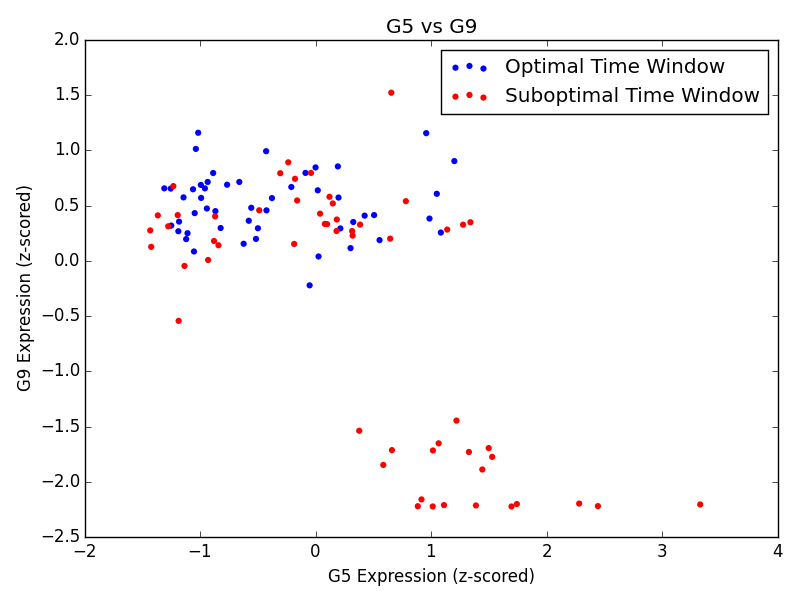 G5 vs G9
2.0
1.5
1.0
0.5
0.0
−0.5
−1.0
−1.5
−2.0
−2.5
G9 Expression (z-scored)
Optimal Time Window
Suboptimal Time Window
−2 −1 0 1 2 3 4
G5 Expression (z-scored)